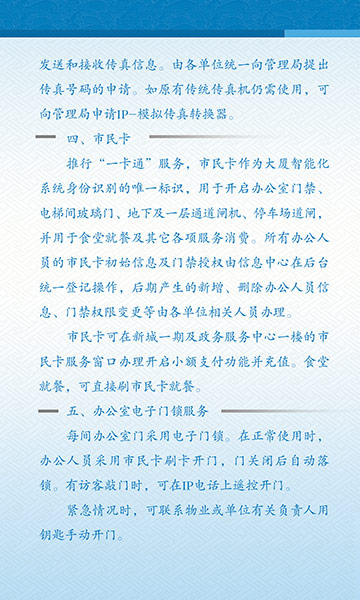 发送和接收传真信息。由各单位统一向管理局提出
传真号码的申请。如原有传统传真机仍需使用，可
向管理局申请IP-模拟传真转换器。
四、市民卡
推行“一卡通”服务，市民卡作为大厦智能化
系统身份识别的唯一标识，用于开启办公室门禁、
电梯间玻璃门、地下及一层通道闸机、停车场道闸，
并用于食堂就餐及其它各项服务消费。所有办公人
员的市民卡初始信息及门禁授权由信息中心在后台
统一登记操作，后期产生的新增、删除办公人员信
息、门禁权限变更等由各单位相关人员办理。
市民卡可在新城一期及政务服务中心一楼的市
民卡服务窗口办理开启小额支付功能并充值。食堂
就餐，可直接刷市民卡就餐。
五、办公室电子门锁服务
每间办公室门采用电子门锁。在正常使用时，
办公人员采用市民卡刷卡开门，门关闭后自动落
锁。有访客敲门时，可在IP电话上遥控开门。
紧急情况时，可联系物业或单位有关负责人用
钥匙手动开门。